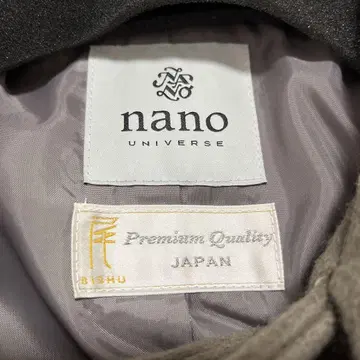 nano
UNIVERSE
Premium Quality
JAPAN
BISHU